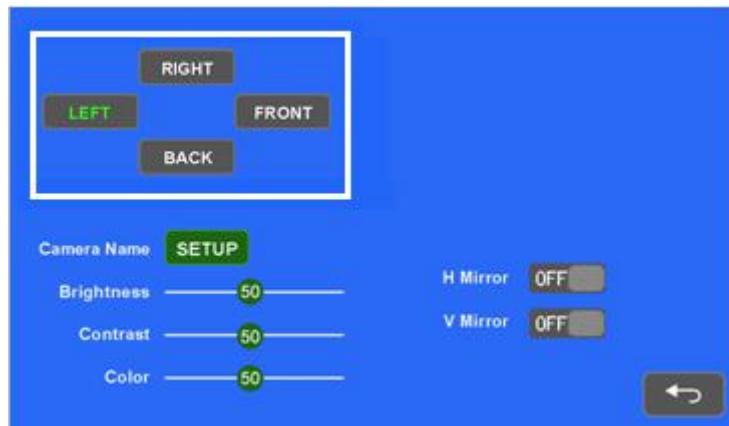 RIGHT
LEFT FRONT
BACK
Camera Name SETUP
Brightness 50
Contrast 50
Color 50
H Mirror OFF
V Mirror OFF